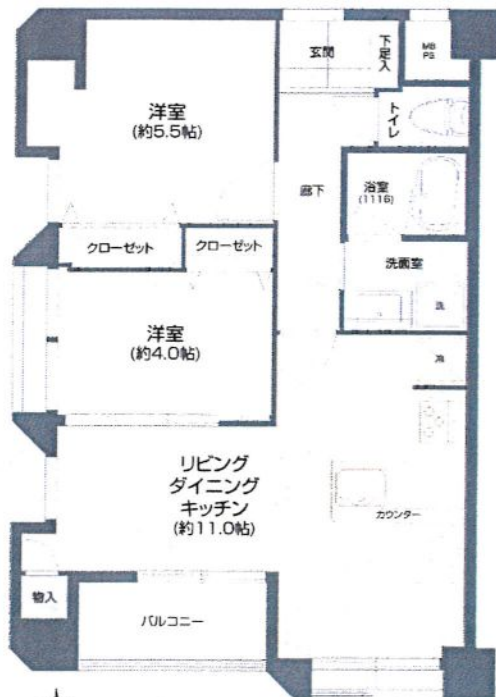 玄関
下足入
MB
PS
洋室
(約5.5帖)
トイレ
廊下
浴室
(1116)
クローゼット
クローゼット
洗面室
洗
洋室
(約4.0帖)
冷
リビング
ダイニング
キッチン
(約11.0帖)
カウンター
物入
バルコニー